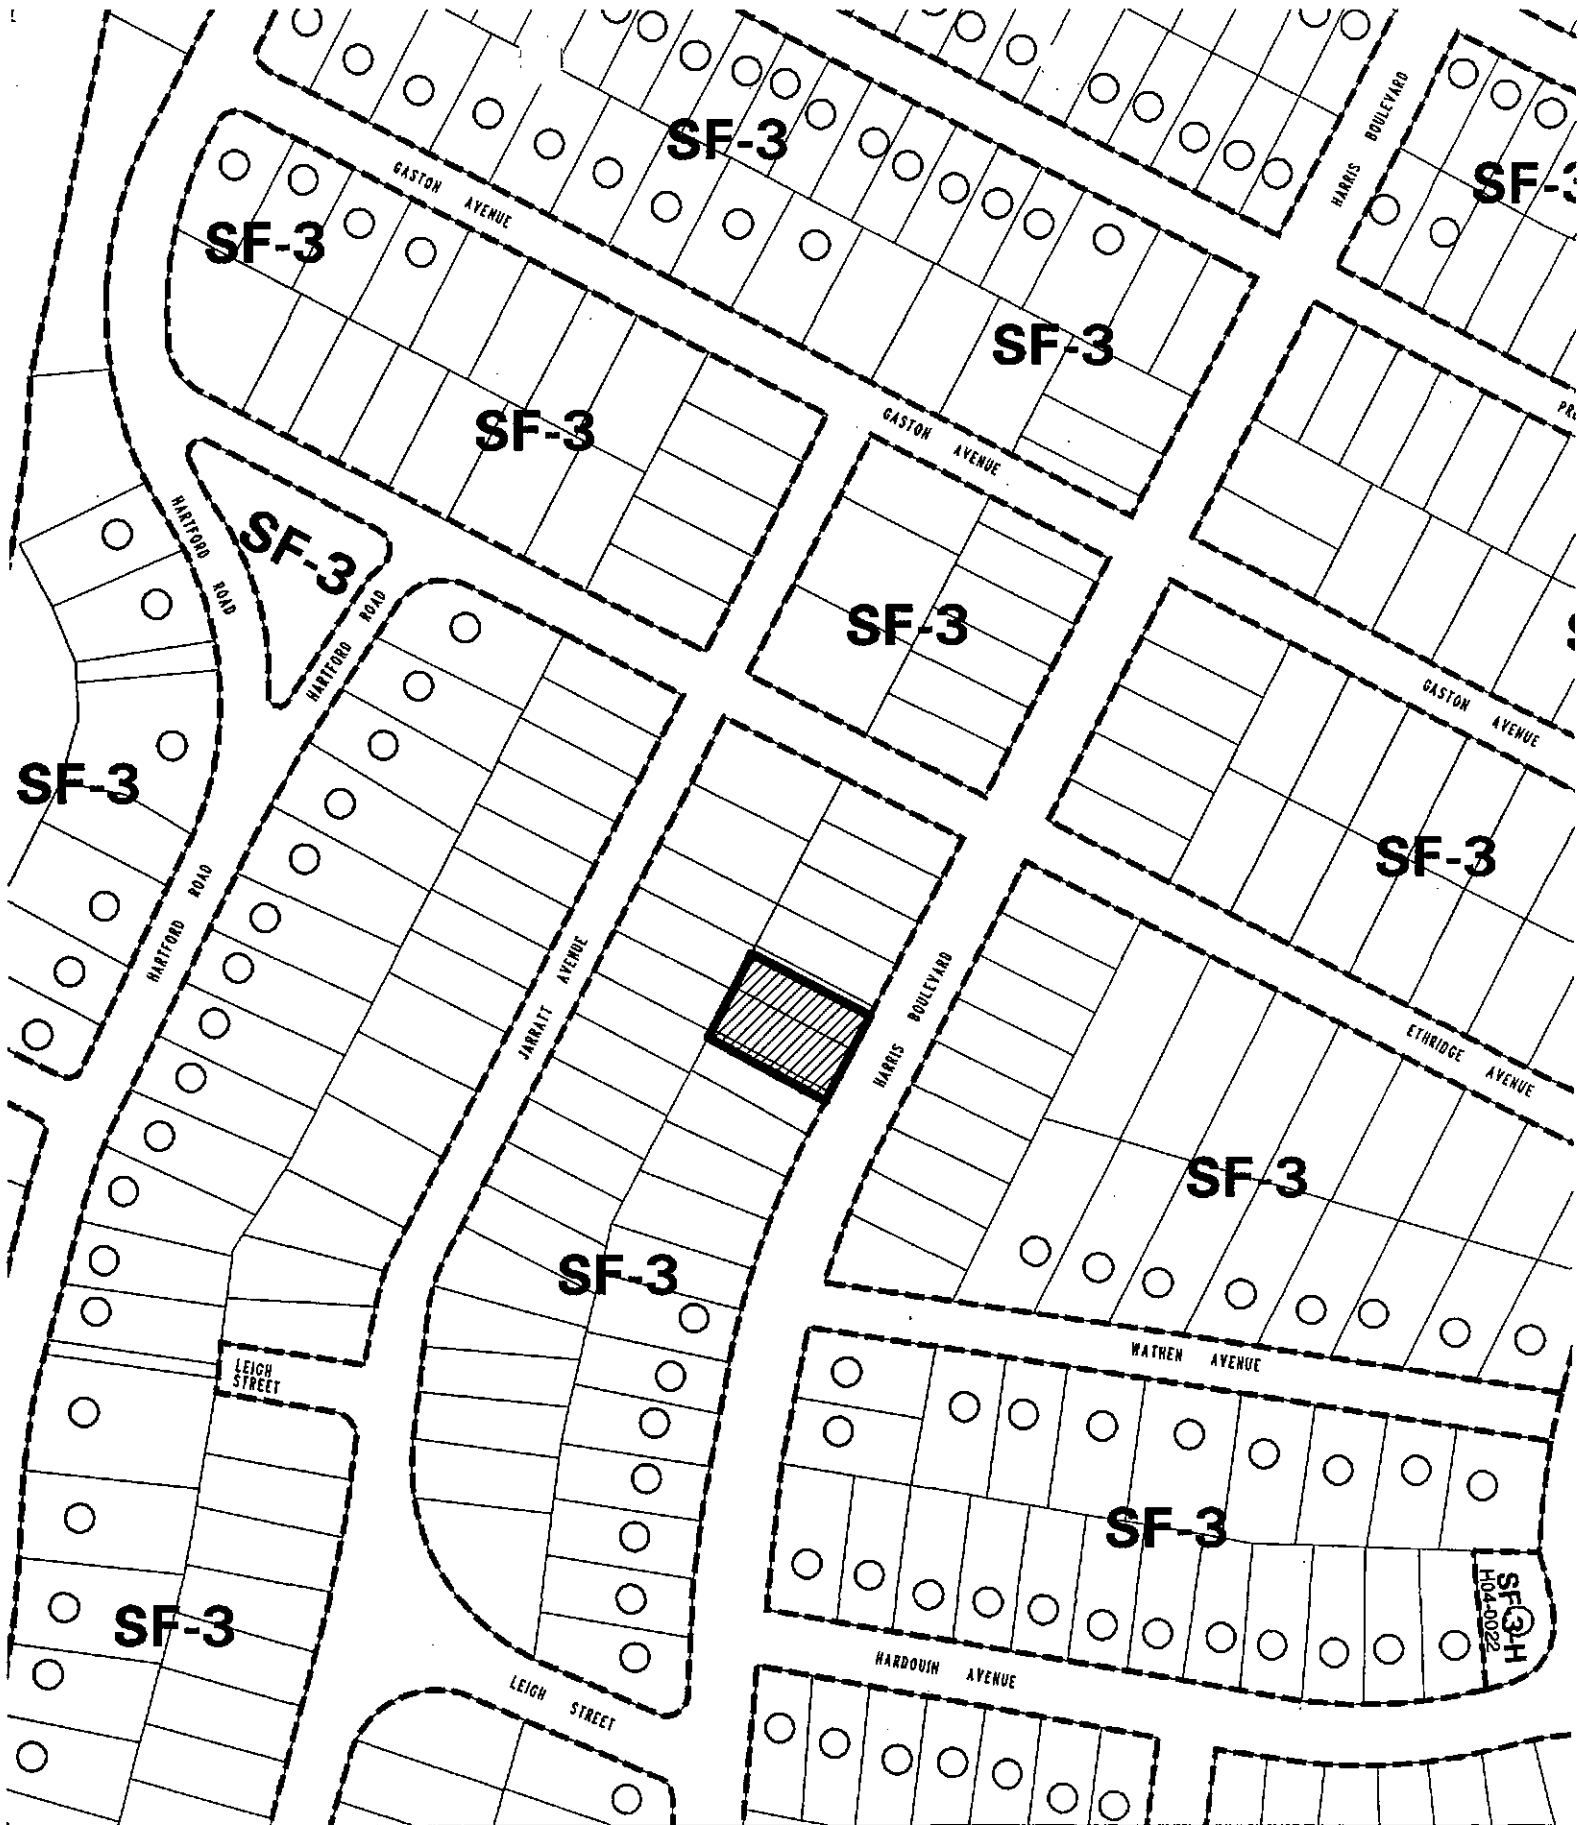 SF-3
HARRIS BOULEVARD
SF-3
GASTON AVENUE
SF-3
SF-3
GASTON AVENUE
SF-3
HARTFORD ROAD
SF-3
HARTFORD ROAD
SF-3
GASTON AVENUE
SF-3
SF-3
HARTFORD ROAD
JARRATT AVENUE
HARRIS BOULEVARD
ETHRIDGE AVENUE
SF-3
SF-3
WATHEN AVENUE
LEIGH
STREET
SF-3
SF-3-H
H04-0022
SF-3
HARDOUIN AVENUE
LEIGH STREET